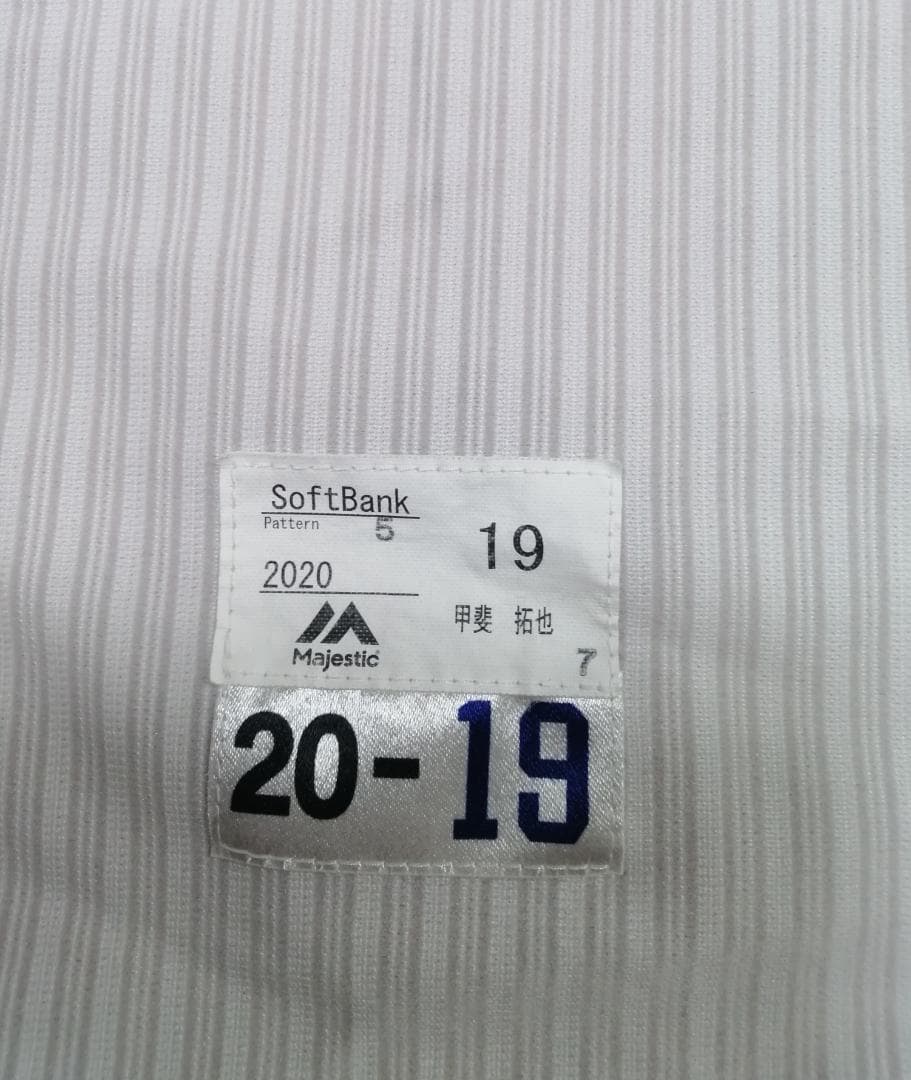 SoftBank
Pattern 5
19
2020
甲斐 拓也
Majestic
7
20-19